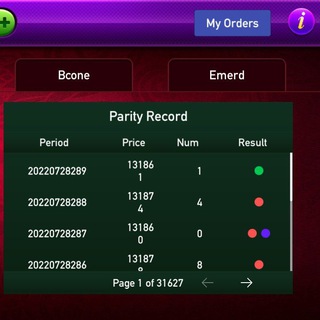 My Orders
Bcone Emerd
Parity Record
Period Price Num Result
20220728289 13186 1
1
20220728288 13187 4
4
20220728287 13186 0
0
20220728286 8
Page 1 of 31627